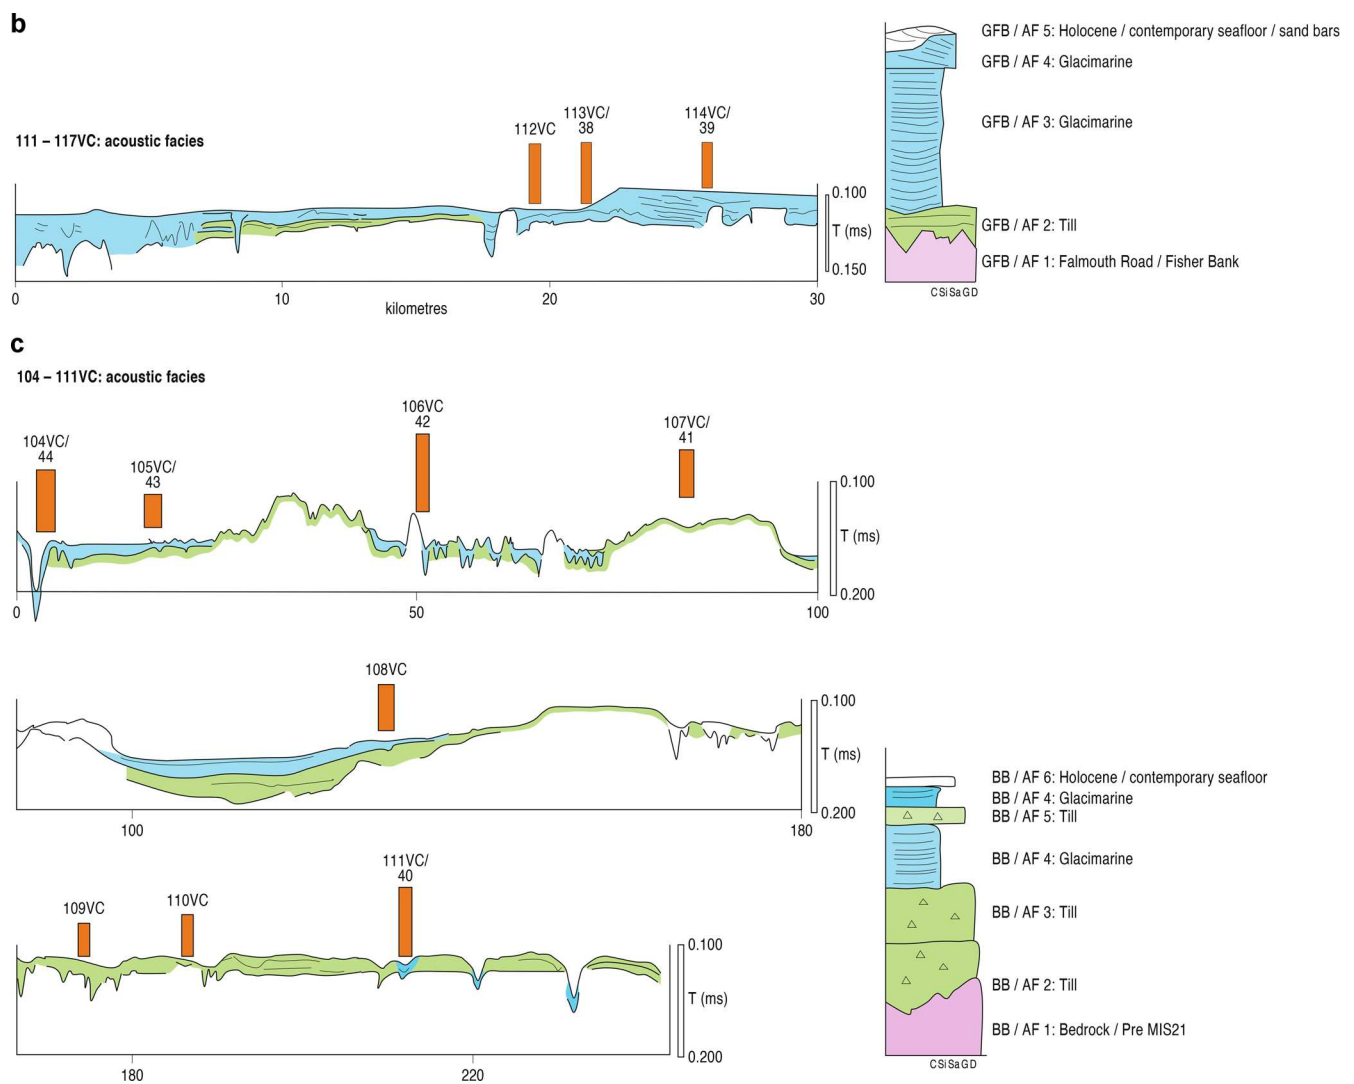 b
GFB / AF 5: Holocene / contemporary seafloor / sand bars
GFB / AF 4: Glacimarine
GFB / AF 3: Glacimarine
GFB / AF 2: Till
GFB / AF 1: Falmouth Road / Fisher Bank
CSiSaGD
111 – 117VC: acoustic facies
112VC
113VC/
38
114VC/
39
0.100
T (ms)
0.150
0
10
20
30
kilometres
c
104 – 111VC: acoustic facies
104VC/
44
105VC/
43
106VC
42
107VC/
41
0.100
T (ms)
0.200
0
50
100
108VC
0.100
T (ms)
0.200
100
180
109VC
110VC
111VC/
40
0.100
T (ms)
0.200
180
220
BB / AF 6: Holocene / contemporary seafloor
BB / AF 4: Glacimarine
BB / AF 5: Till
BB / AF 4: Glacimarine
BB / AF 3: Till
BB / AF 2: Till
BB / AF 1: Bedrock / Pre MIS21
CSiSaGD